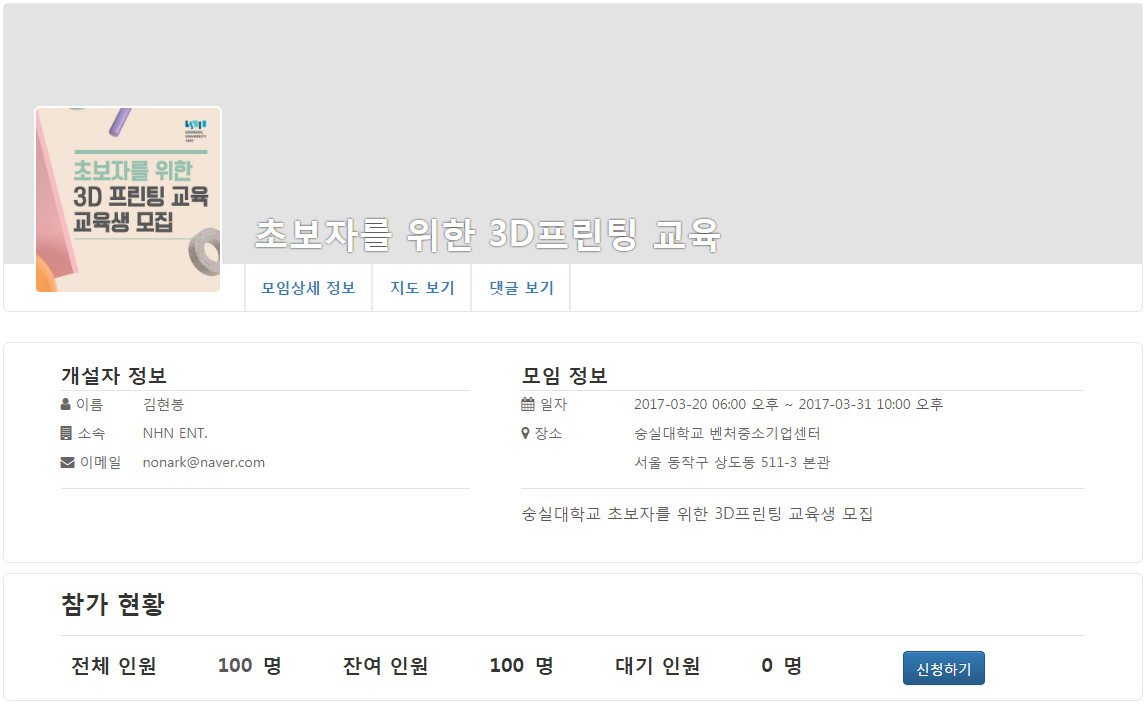 초보자를 위한
3D 프린팅 교육
교육생 모집
초보자를 위한 3D프린팅 교육
모임상세 정보 지도 보기 댓글 보기
개설자 정보
이름 김현봉
소속 NHN ENT.
이메일 nonark@naver.com
모임 정보
일자 2017-03-20 06:00 오후 ~ 2017-03-31 10:00 오후
장소 숭실대학교 벤처중소기업센터
서울 동작구 상도동 511-3 본관
숭실대학교 초보자를 위한 3D프린팅 교육생 모집
참가 현황
전체 인원 100 명 잔여 인원 100 명 대기 인원 0 명 신청하기